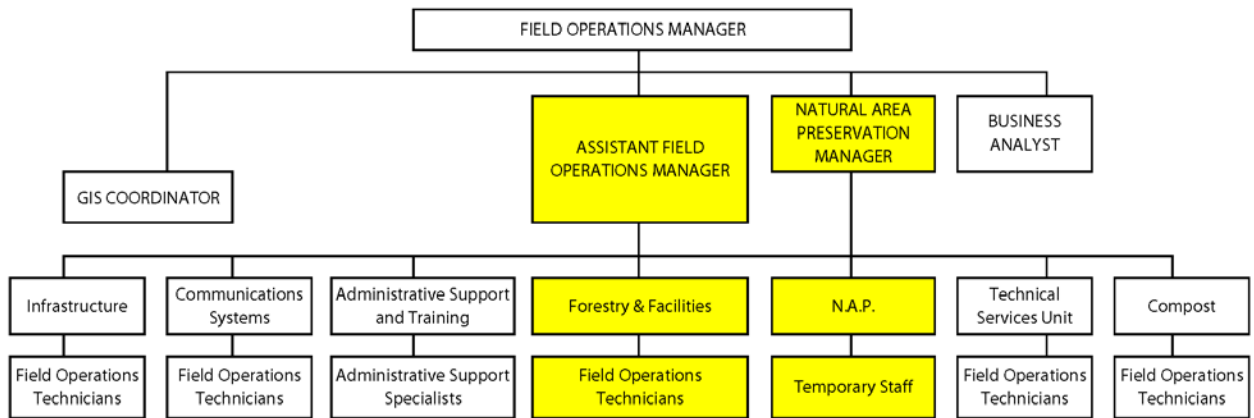 FIELD OPERATIONS MANAGER
ASSISTANT FIELD
OPERATIONS MANAGER
NATURAL AREA
PRESERVATION
MANAGER
BUSINESS
ANALYST
GIS COORDINATOR
Infrastructure
Communications
Systems
Administrative Support
and Training
Forestry & Facilities
N.A.P.
Technical
Services Unit
Compost
Field Operations
Technicians
Field Operations
Technicians
Administrative Support
Specialists
Field Operations
Technicians
Temporary Staff
Field Operations
Technicians
Field Operations
Technicians